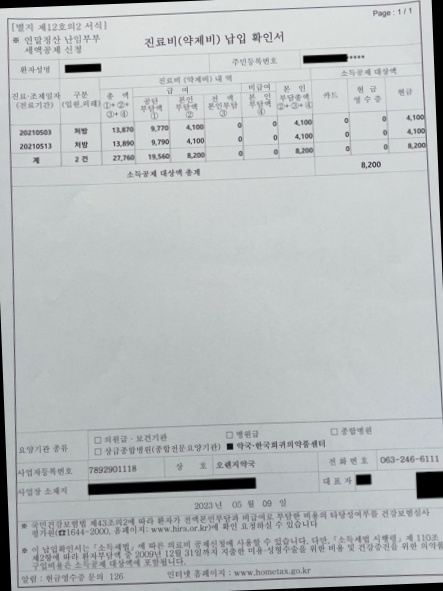 [별지 제12호의2 서식]
Page : 1 / 1
※ 연말정산 난임부부
세액공제 신청
진료비(약제비) 납입 확인서
환자성명
주민등록번호
*****
진료비 (약제비) 내 역
소득공제 대상액
진료·조제일자
(진료기간)
구분
(입원,외래)
총 액
①+②+
③+④
급 여
공단
부담액
①
본인
부담액
②
전 액
본인부담
③
비급여
본 인
부담액
④
본 인
부담총액
②+③+④
카드
현 금
영수증
현금
20210503 처방 13,870 9,770 4,100 0 0 4,100 0 0 4,100
20210513 처방 13,890 9,790 4,100 0 0 4,100 0 0 4,100
계 2 건 27,760 19,560 8,200 0 0 8,200 0 0 8,200
소득공제 대상액 총계 8,200
요양기관 종류
□ 의원급·보건기관 □ 병원급 □ 종합병원
□ 상급종합병원(종합전문요양기관) ■ 약국·한국희귀의약품센터
사업자등록번호 7892901118 상 호 오렌지약국 전화 번호 063-246-6111
사업장 소재지 대 표 자
2023 년 05 월 09 일
※ 국민건강보험법 제43조의2에 따라 환자가 전액본인부담과 비급여로 부담한 비용의 타당성여부를 건강보험심사
평가원(☎1644-2000, 홈페이지: www.hira.or.kr)에 확인 요청하실 수 있습니다
※ 이 납입확인서는 「소득세법」에 따른 의료비 공제신청에 사용할 수 있습니다. 다만, 「소득세법 시행령」 제 110조
제2항에 따라 환자부담액 중 2009년 12월 31일까지 지출한 미용·성형수술을 위한 비용 및 건강증진을 위한 의약품
구입비용은 소득공제 대상액에 포함됩니다.
알림 : 현금영수증 문의 126 인터넷 홈페이지 : www.hometax.go.kr